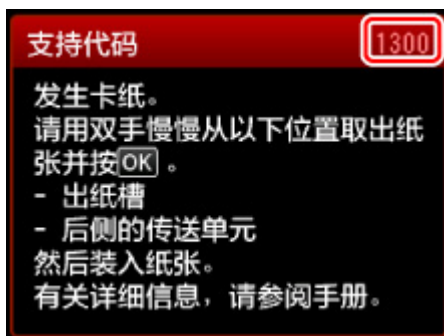 支持代码 1300
发生卡纸。
请用双手慢慢从以下位置取出纸
张并按OK。
- 出纸槽
- 后侧的传送单元
然后装入纸张。
有关详细信息，请参阅手册。